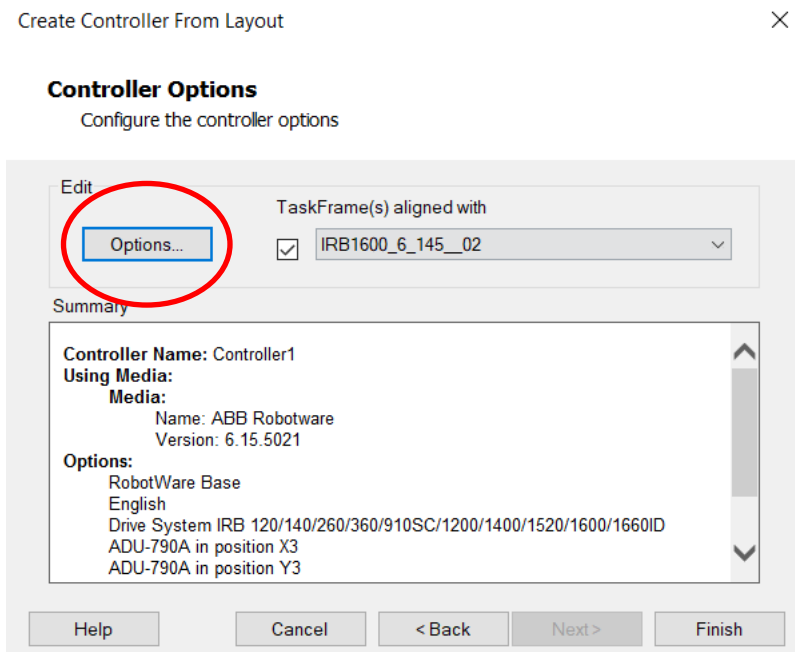 Create Controller From Layout
Controller Options
Configure the controller options
Edit
TaskFrame(s) aligned with
Options...
IRB1600_6_145__02
Summary
Controller Name: Controller1
Using Media:
Media:
Name: ABB Robotware
Version: 6.15.5021
Options:
RobotWare Base
English
Drive System IRB 120/140/260/360/910SC/1200/1400/1520/1600/1660ID
ADU-790A in position X3
ADU-790A in position Y3
Help
Cancel
< Back
Next >
Finish